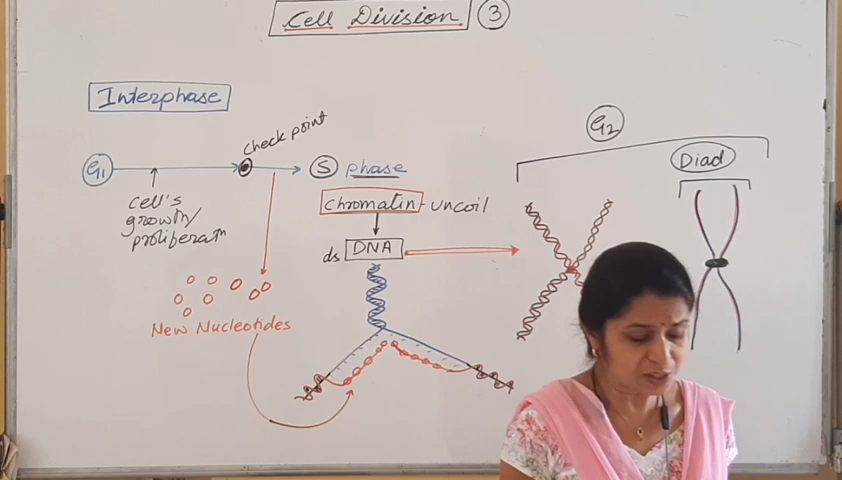 Cell Division ③
Interphase
check point
G1
S phase
cell's
growth/
proliferatn
chromatin - uncoil
ds DNA
New Nucleotides
G2
Diad